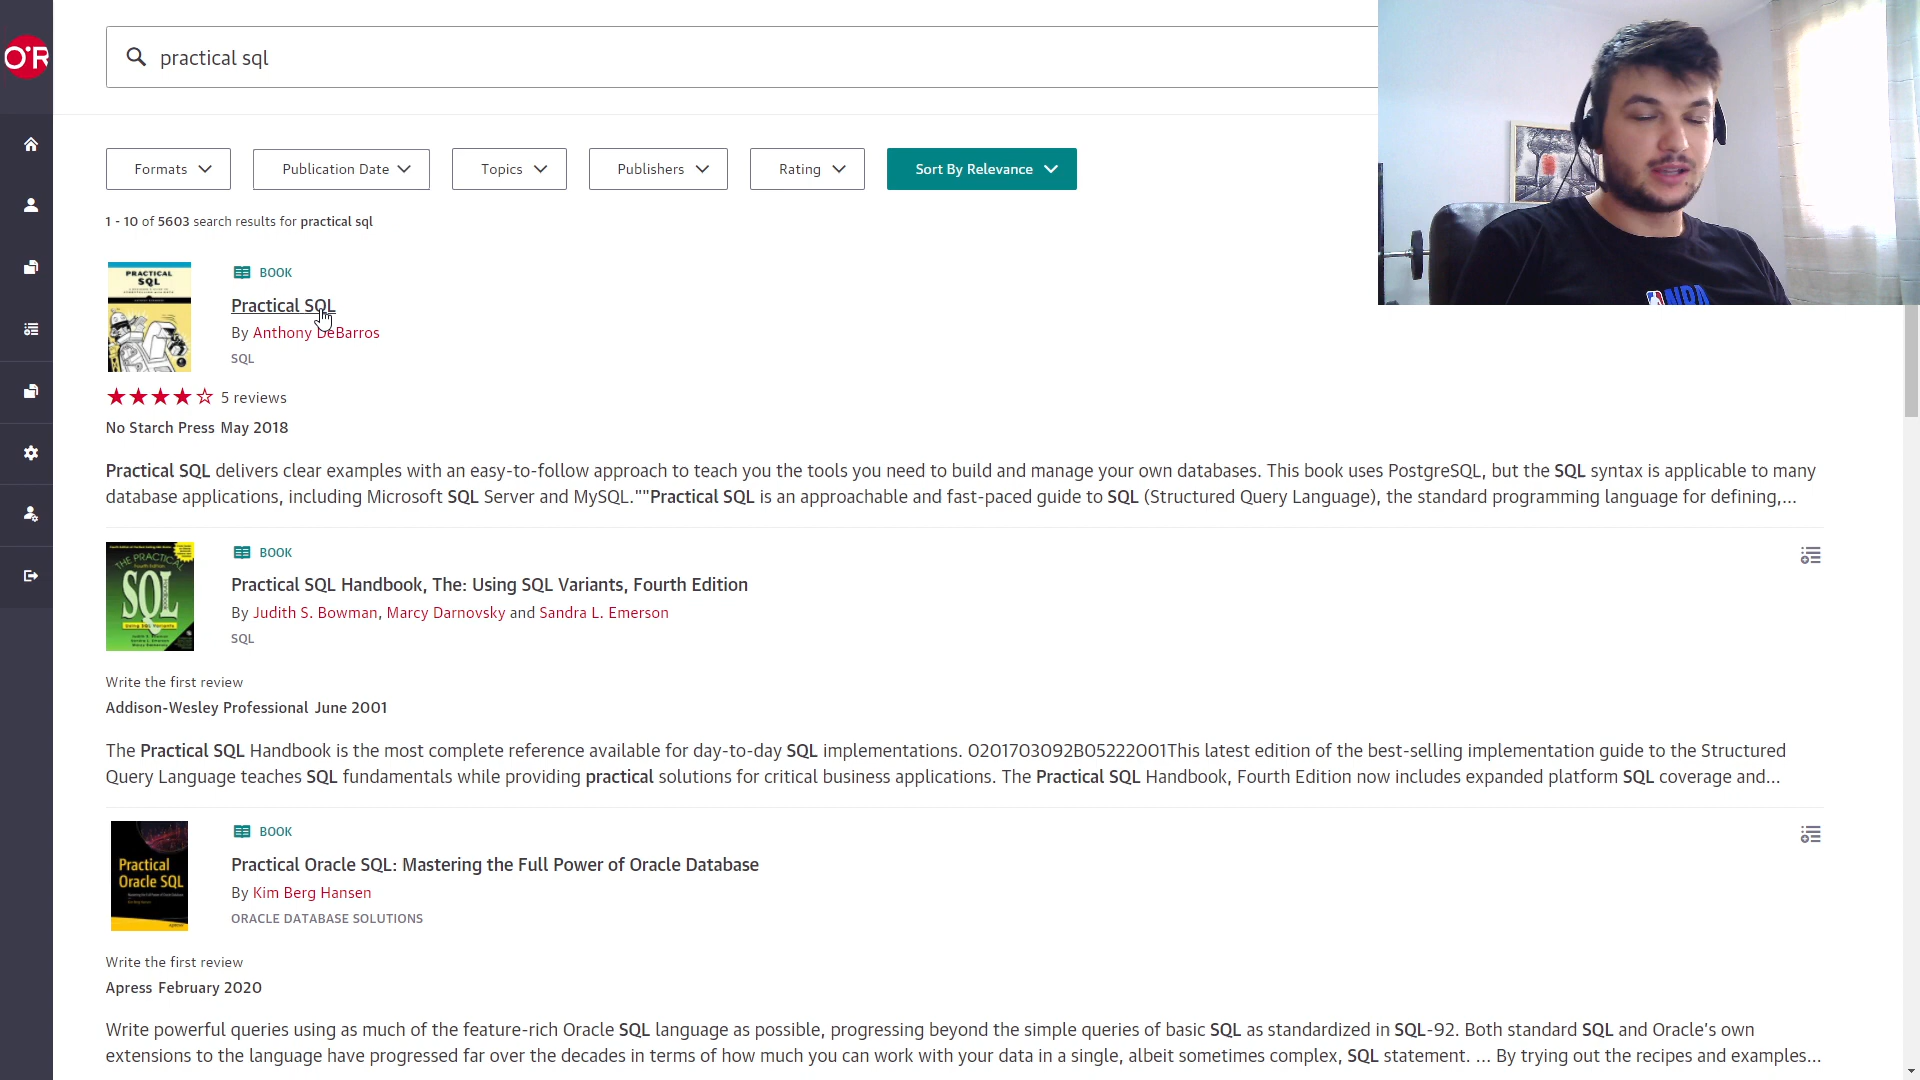 O'R
practical sql
Formats
Publication Date
Topics
Publishers
Rating
Sort By Relevance
1 - 10 of 5603 search results for practical sql
PRACTICAL
SQL
BOOK
Practical SQL
By Anthony DeBarros
SQL
5 reviews
No Starch Press May 2018
Practical SQL delivers clear examples with an easy-to-follow approach to teach you the tools you need to build and manage your own databases. This book uses PostgreSQL, but the SQL syntax is applicable to many
database applications, including Microsoft SQL Server and MySQL.""Practical SQL is an approachable and fast-paced guide to SQL (Structured Query Language), the standard programming language for defining,...
THE PRACTICAL
SQL
BOOK
Practical SQL Handbook, The: Using SQL Variants, Fourth Edition
By Judith S. Bowman, Marcy Darnovsky and Sandra L. Emerson
SQL
Write the first review
Addison-Wesley Professional June 2001
The Practical SQL Handbook is the most complete reference available for day-to-day SQL implementations. 0201703092B05222001This latest edition of the best-selling implementation guide to the Structured
Query Language teaches SQL fundamentals while providing practical solutions for critical business applications. The Practical SQL Handbook, Fourth Edition now includes expanded platform SQL coverage and...
Practical
Oracle SQL
BOOK
Practical Oracle SQL: Mastering the Full Power of Oracle Database
By Kim Berg Hansen
ORACLE DATABASE SOLUTIONS
Write the first review
Apress February 2020
Write powerful queries using as much of the feature-rich Oracle SQL language as possible, progressing beyond the simple queries of basic SQL as standardized in SQL-92. Both standard SQL and Oracle's own
extensions to the language have progressed far over the decades in terms of how much you can work with your data in a single, albeit sometimes complex, SQL statement. ... By trying out the recipes and examples...
NBA